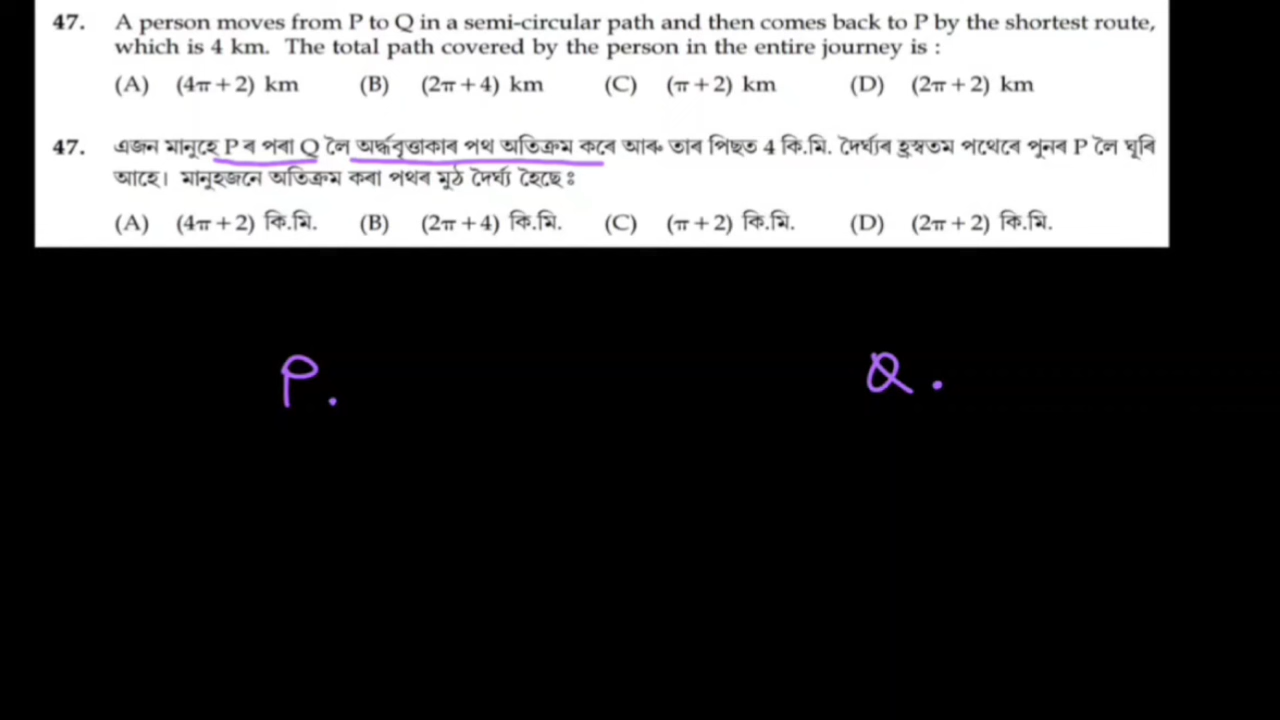 47. A person moves from P to Q in a semi-circular path and then comes back to P by the shortest route,
which is 4 km. The total path covered by the person in the entire journey is :
(A) (4π + 2) km (B) (2π + 4) km (C) (π + 2) km (D) (2π + 2) km
47. এজন মানুহে P ৰ পৰা Q লৈ অৰ্দ্ধবৃত্তাকাৰ পথ অতিক্ৰম কৰে আৰু তাৰ পিছত 4 কি.মি. দৈৰ্ঘ্যৰ হ্ৰস্বতম পথেৰে পুনৰ P লৈ ঘূৰি
আহে। মানুহজনে অতিক্ৰম কৰা পথৰ মুঠ দৈৰ্ঘ্য হৈছে ঃ
(A) (4π + 2) কি.মি. (B) (2π + 4) কি.মি. (C) (π + 2) কি.মি. (D) (2π + 2) কি.মি.
P. Q.